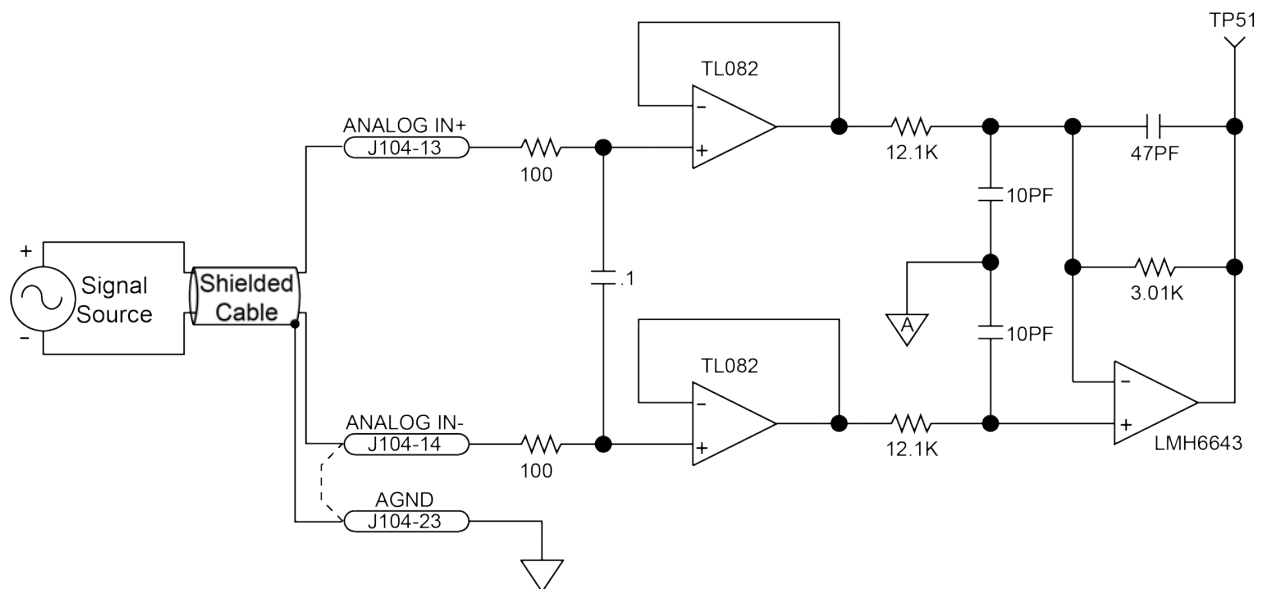 TP51
TL082
ANALOG IN+
J104-13
100
12.1K
47PF
10PF
+
Signal
Source
-
Shielded
Cable
.1
3.01K
A
10PF
TL082
ANALOG IN-
J104-14
100
12.1K
LMH6643
AGND
J104-23
-
+
-
+
-
+